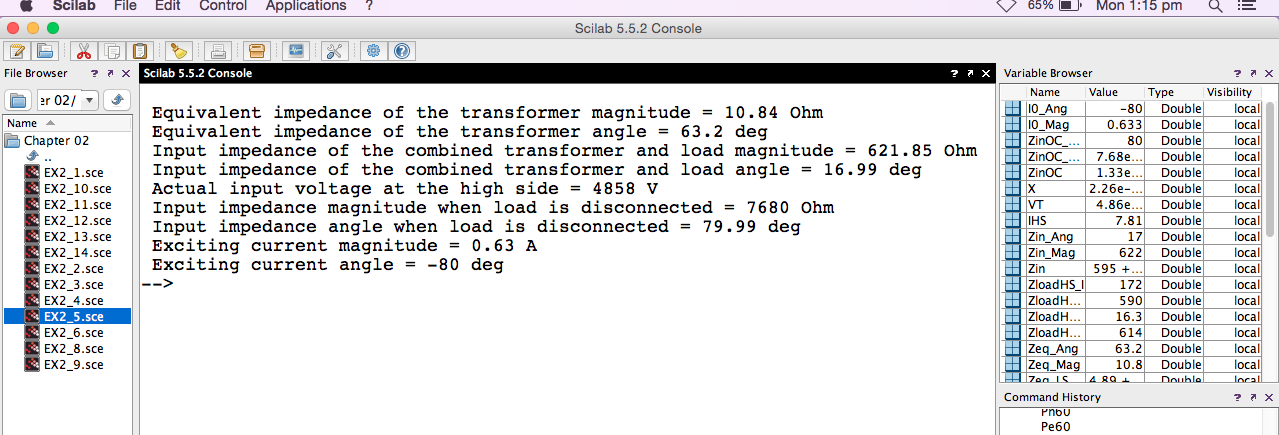 Scilab File Edit Control Applications ? 65% Mon 1:15 pm
Scilab 5.5.2 Console
File Browser ? ↗ ×
er 02/
Name
Chapter 02
..
EX2_1.sce
EX2_10.sce
EX2_11.sce
EX2_12.sce
EX2_13.sce
EX2_14.sce
EX2_2.sce
EX2_3.sce
EX2_4.sce
EX2_5.sce
EX2_6.sce
EX2_8.sce
EX2_9.sce
Scilab 5.5.2 Console ? ↗ ×
Equivalent impedance of the transformer magnitude = 10.84 Ohm
Equivalent impedance of the transformer angle = 63.2 deg
Input impedance of the combined transformer and load magnitude = 621.85 Ohm
Input impedance of the combined transformer and load angle = 16.99 deg
Actual input voltage at the high side = 4858 V
Input impedance magnitude when load is disconnected = 7680 Ohm
Input impedance angle when load is disconnected = 79.99 deg
Exciting current magnitude = 0.63 A
Exciting current angle = -80 deg
-->
Variable Browser ? ↗ ×
Name Value Type Visibility
I0_Ang -80 Double local
I0_Mag 0.633 Double local
ZinOC_... 80 Double local
ZinOC_... 7.68e... Double local
ZinOC 1.33e... Double local
X 2.26e-... Double local
VT 4.86e... Double local
IHS 7.81 Double local
Zin_Ang 17 Double local
Zin_Mag 622 Double local
Zin 595 +... Double local
ZloadHS_I 172 Double local
ZloadH... 590 Double local
ZloadH... 16.3 Double local
ZloadH... 614 Double local
Zeq_Ang 63.2 Double local
Zeq_Mag 10.8 Double local
Zeq_LS 4.89 + Double local
Command History ? ↗ ×
Ph60
Pe60